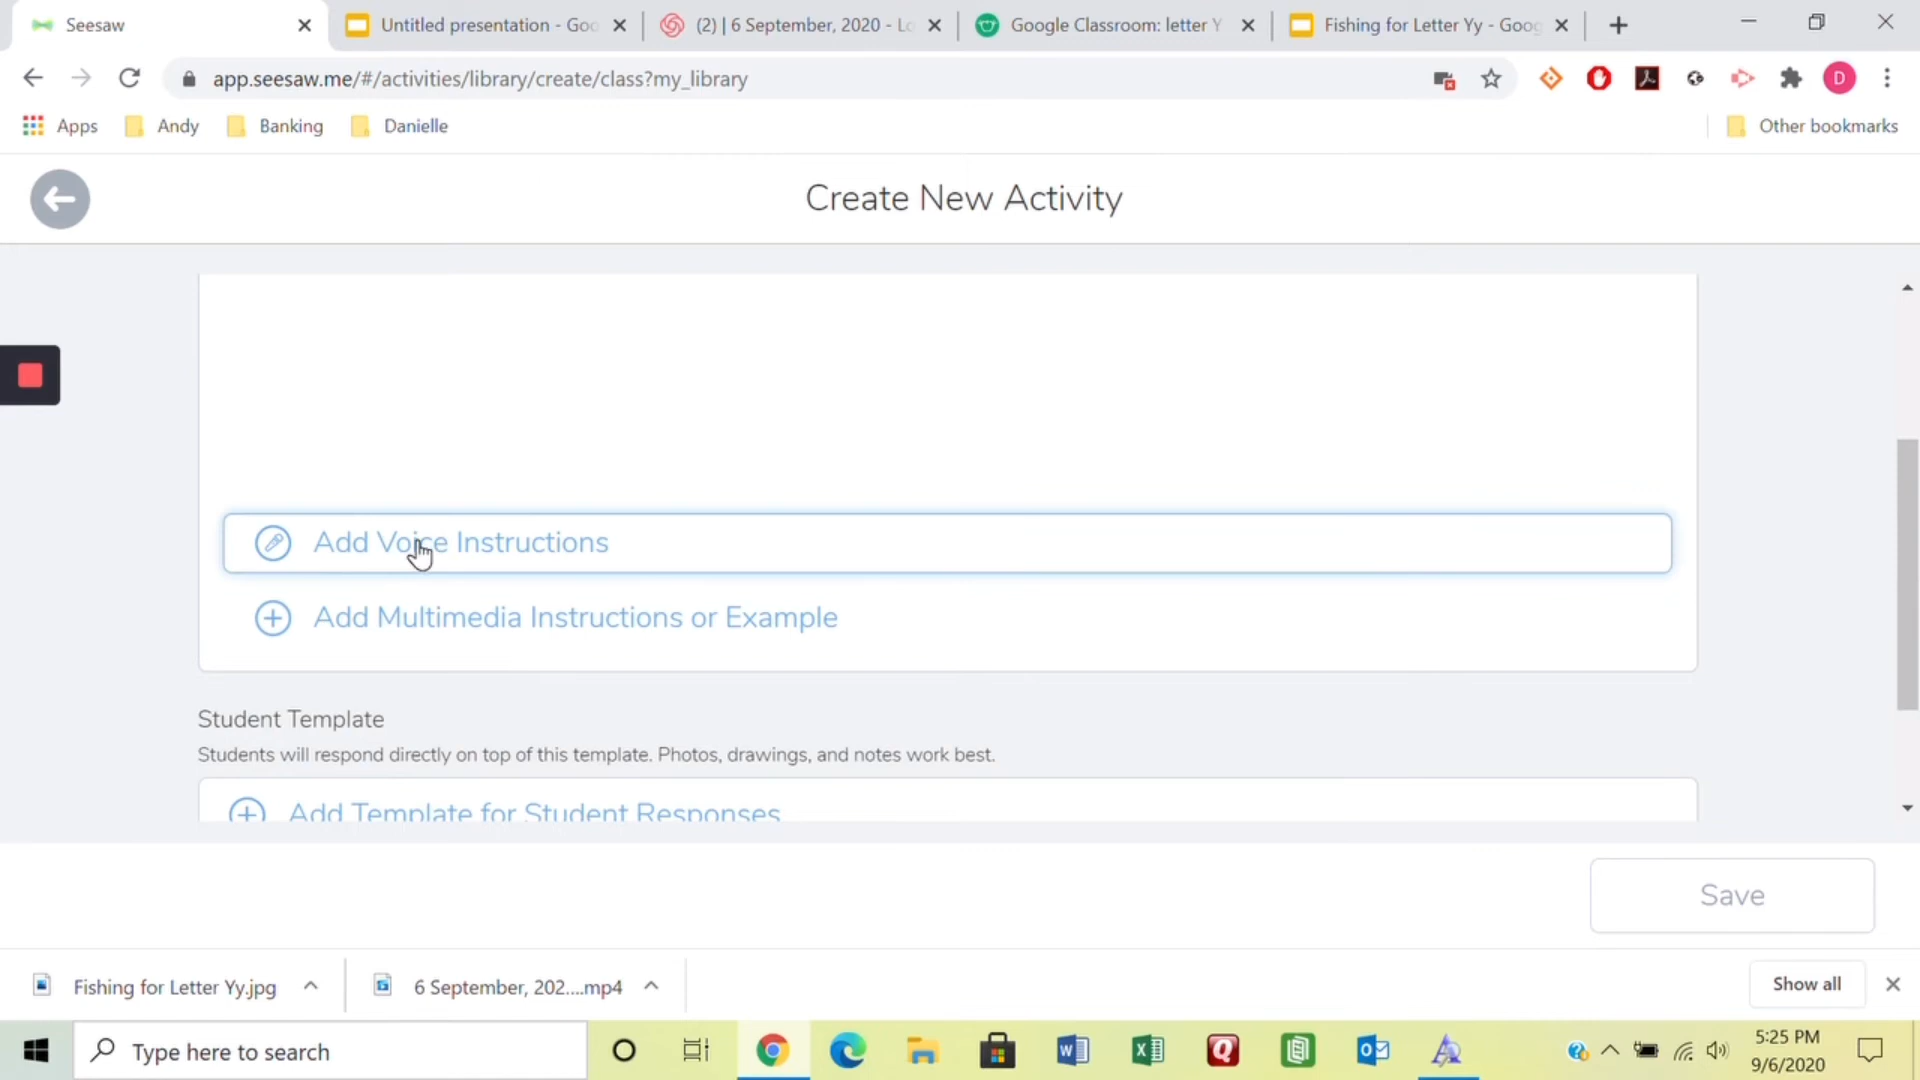 Seesaw
Untitled presentation - Goo
(2) | 6 September, 2020 - Lo
Google Classroom: letter Y
Fishing for Letter Yy - Goog
app.seesaw.me/#/activities/library/create/class?my_library
D
Apps
Andy
Banking
Danielle
Other bookmarks
Create New Activity
Add Voice Instructions
Add Multimedia Instructions or Example
Student Template
Students will respond directly on top of this template. Photos, drawings, and notes work best.
Add Template for Student Responses
Save
Fishing for Letter Yy.jpg
6 September, 202....mp4
Show all
Type here to search
5:25 PM
9/6/2020